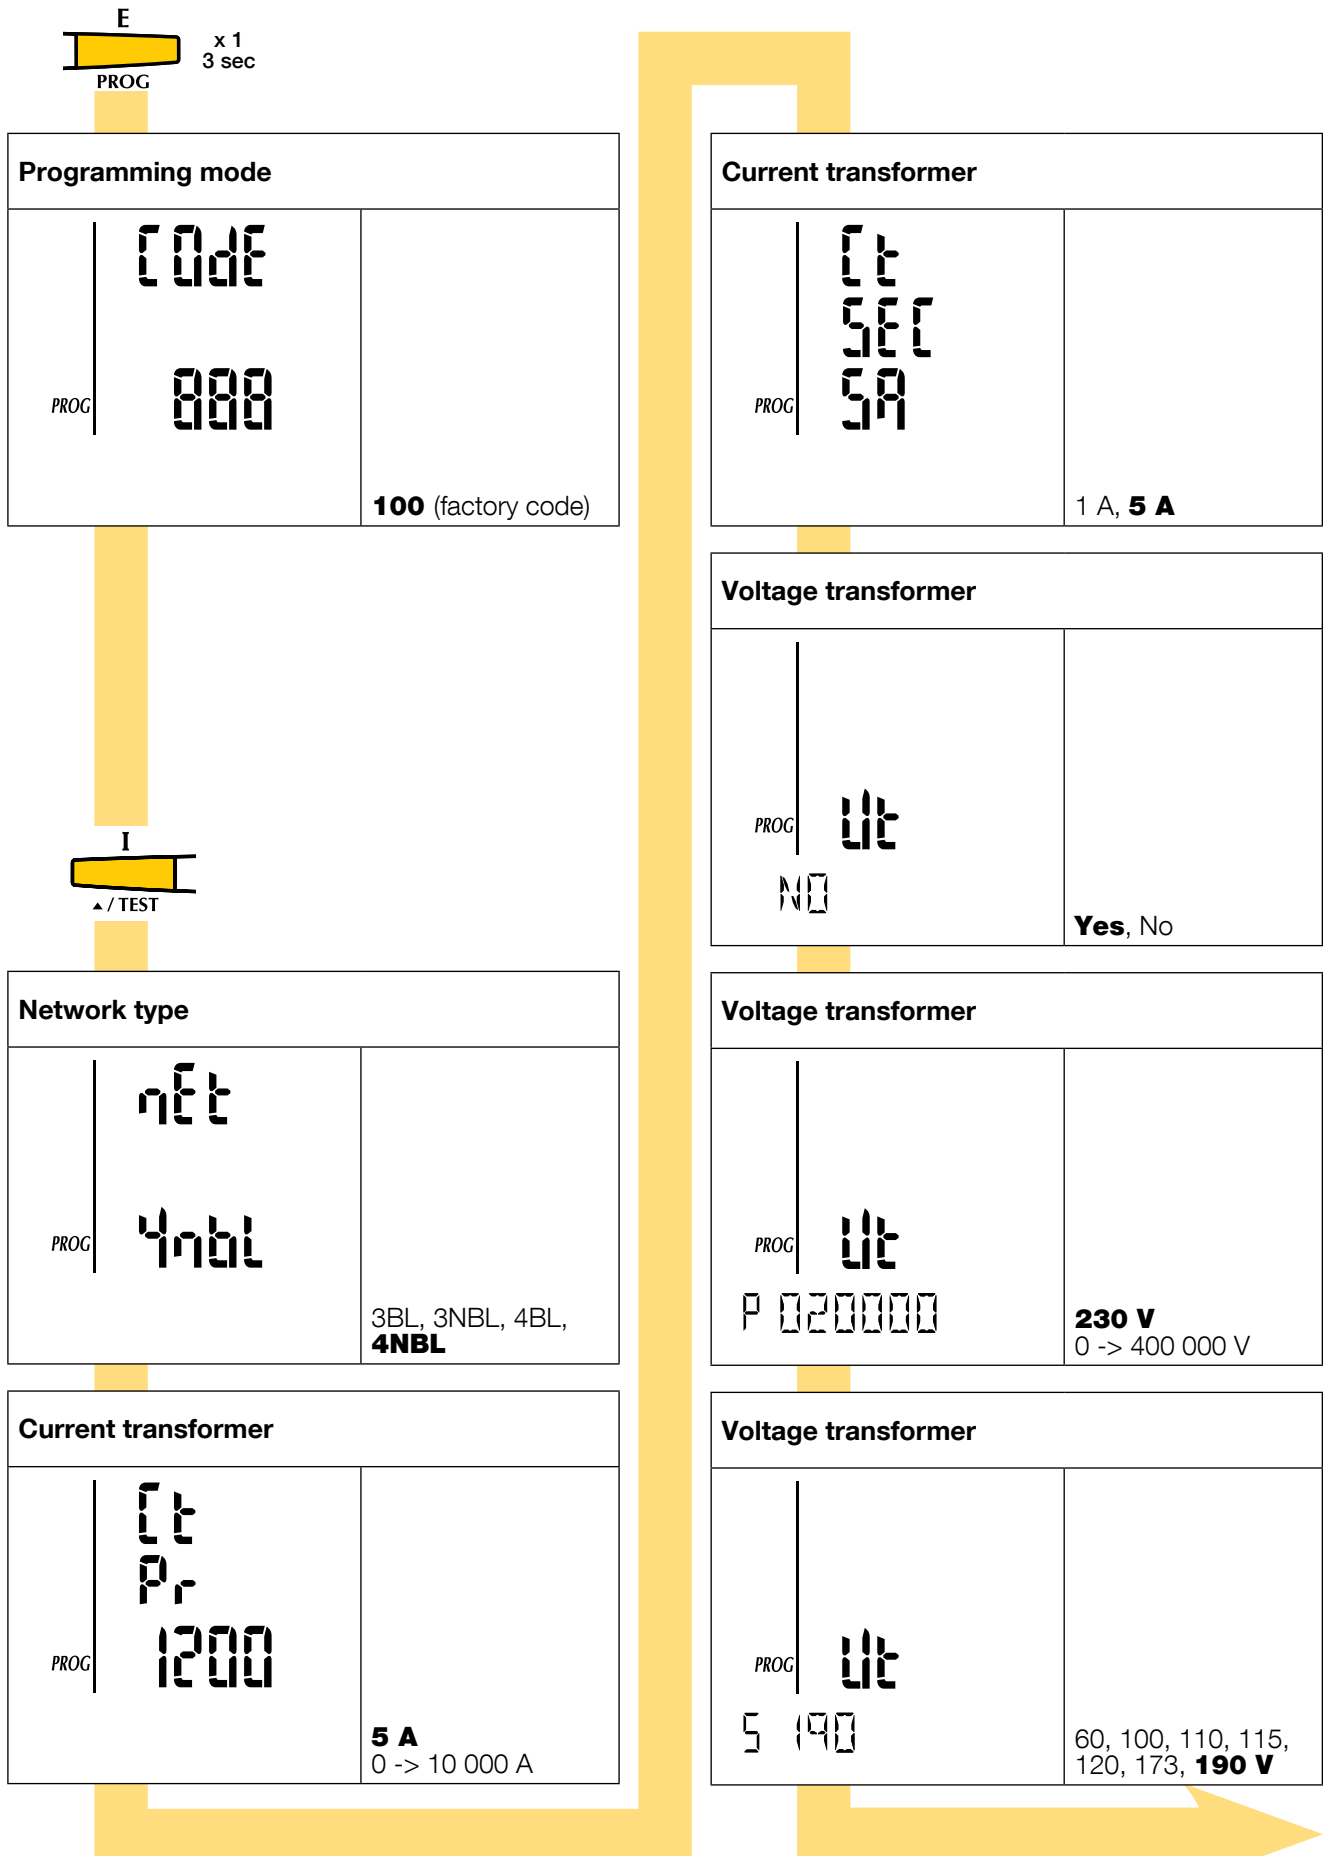 E
x 1
3 sec
PROG
Programming mode
COdE
888
PROG
100 (factory code)
I
▲ / TEST
Network type
nEt
4nbL
PROG
3BL, 3NBL, 4BL,
4NBL
Current transformer
Ct
Pr
1200
PROG
5 A
0 -> 10 000 A
Current transformer
Ct
SEC
5A
PROG
1 A, 5 A
Voltage transformer
Ut
PROG
NO
Yes, No
Voltage transformer
Ut
PROG
P 020000
230 V
0 -> 400 000 V
Voltage transformer
Ut
PROG
S 190
60, 100, 110, 115,
120, 173, 190 V